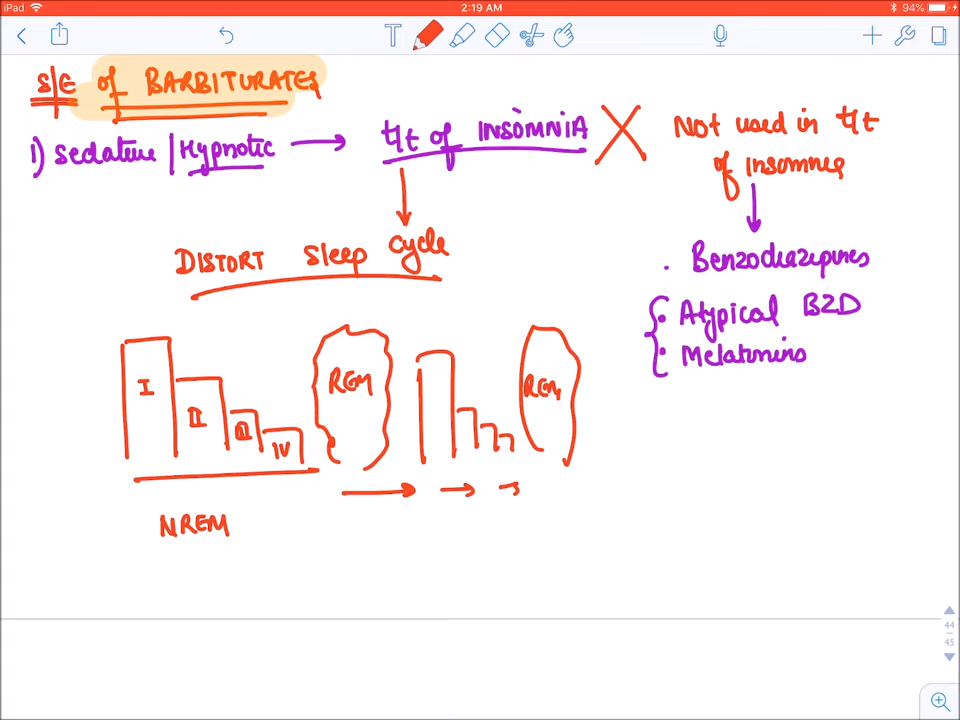 iPad 2:19 AM 94%
T
S/E of BARBITURATES
1) Sedative / Hypnotic → t/t of INSOMNIA X
Not used in t/t
of insomnia
DISTORT Sleep Cycle
. Benzodiazepines
• Atypical BZD
• Melatonins
I II III IV REM REM
NREM
44
45